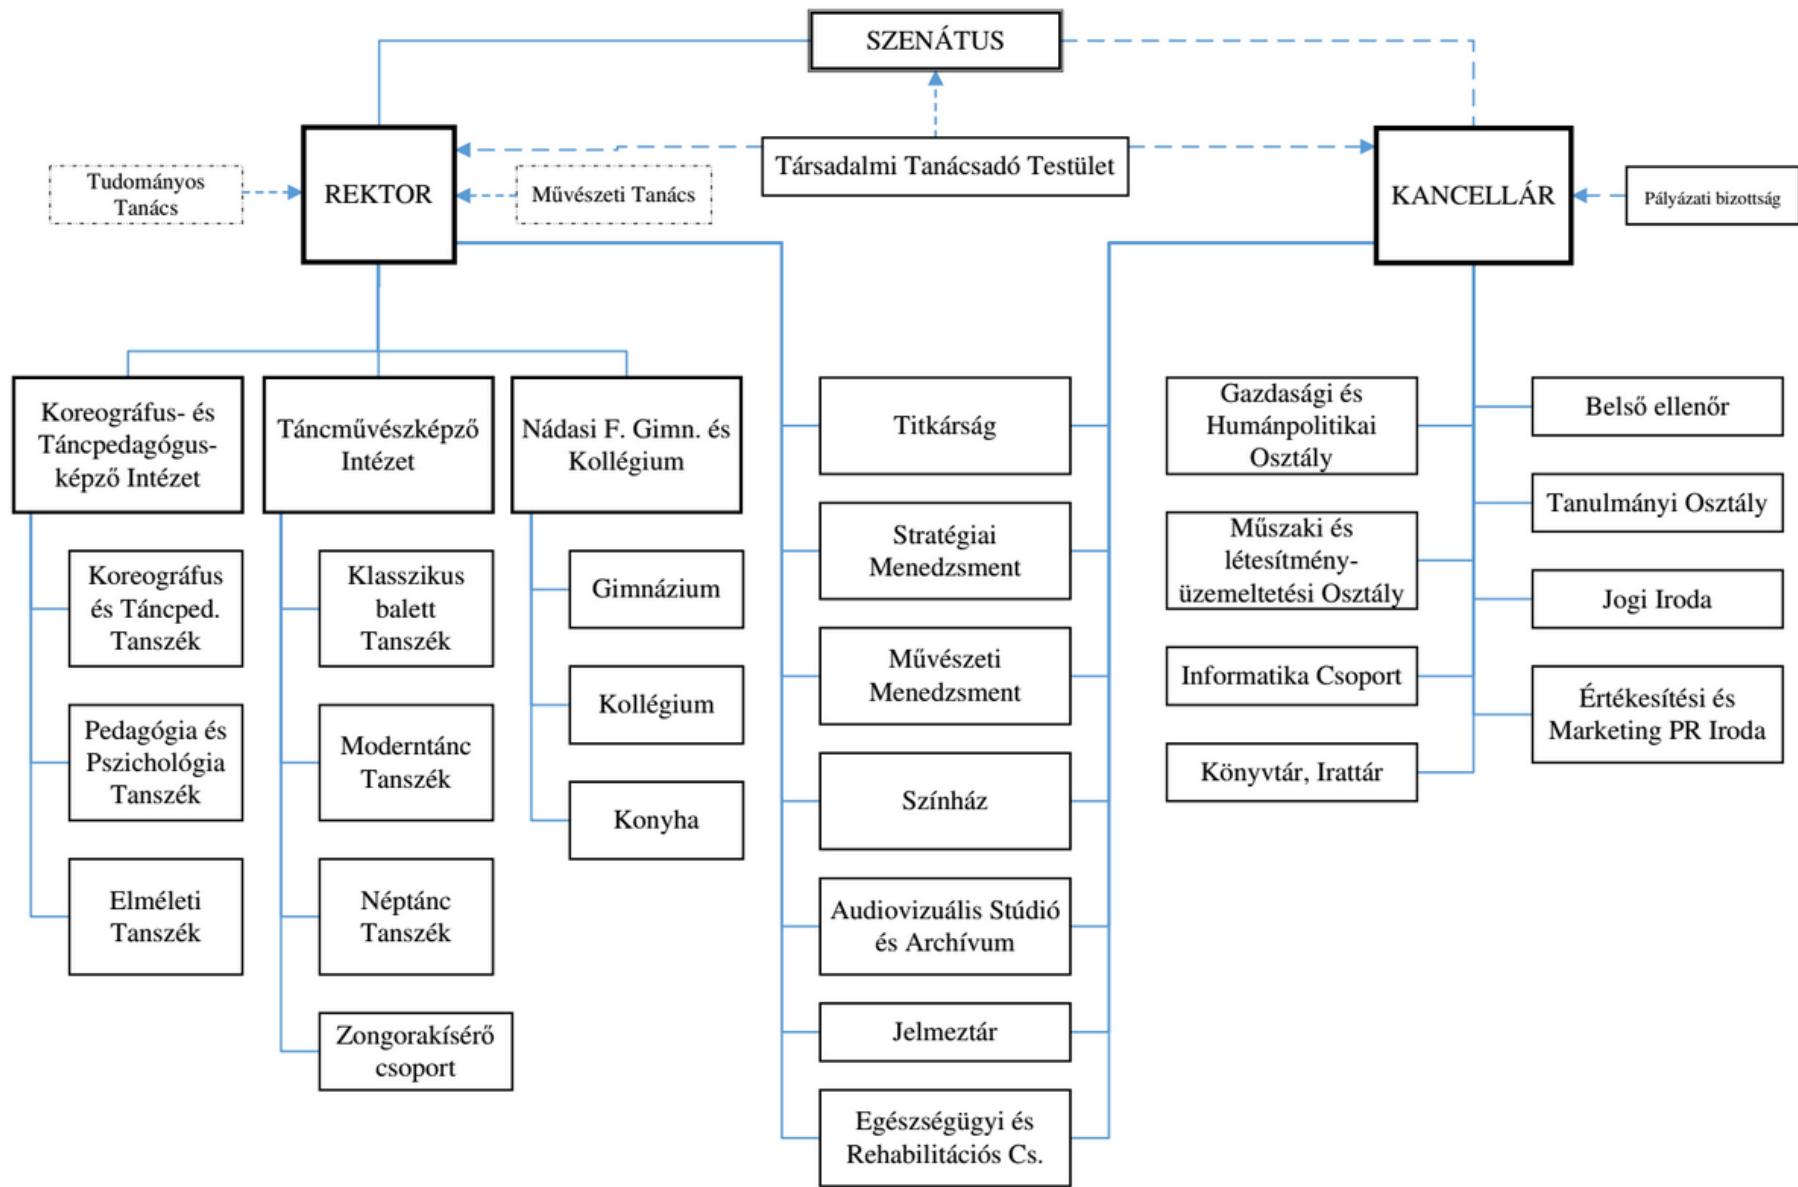 SZENÁTUS
Társadalmi Tanácsadó Testület
Tudományos
Tanács
REKTOR
Művészeti Tanács
KANCELLÁR
Pályázati bizottság
Koreográfus- és
Táncpedagógus-
képző Intézet
Koreográfus
és Táncped.
Tanszék
Pedagógia és
Pszichológia
Tanszék
Elméleti
Tanszék
Táncművészképző
Intézet
Klasszikus
balett
Tanszék
Moderntánc
Tanszék
Néptánc
Tanszék
Zongorakísérő
csoport
Nádasi F. Gimn. és
Kollégium
Gimnázium
Kollégium
Konyha
Titkárság
Stratégiai
Menedzsment
Művészeti
Menedzsment
Színház
Audiovizuális Stúdió
és Archívum
Jelmeztár
Egészségügyi és
Rehabilitációs Cs.
Gazdasági és
Humánpolitikai
Osztály
Műszaki és
létesítmény-
üzemeltetési Osztály
Informatika Csoport
Könyvtár, Irattár
Belső ellenőr
Tanulmányi Osztály
Jogi Iroda
Értékesítési és
Marketing PR Iroda